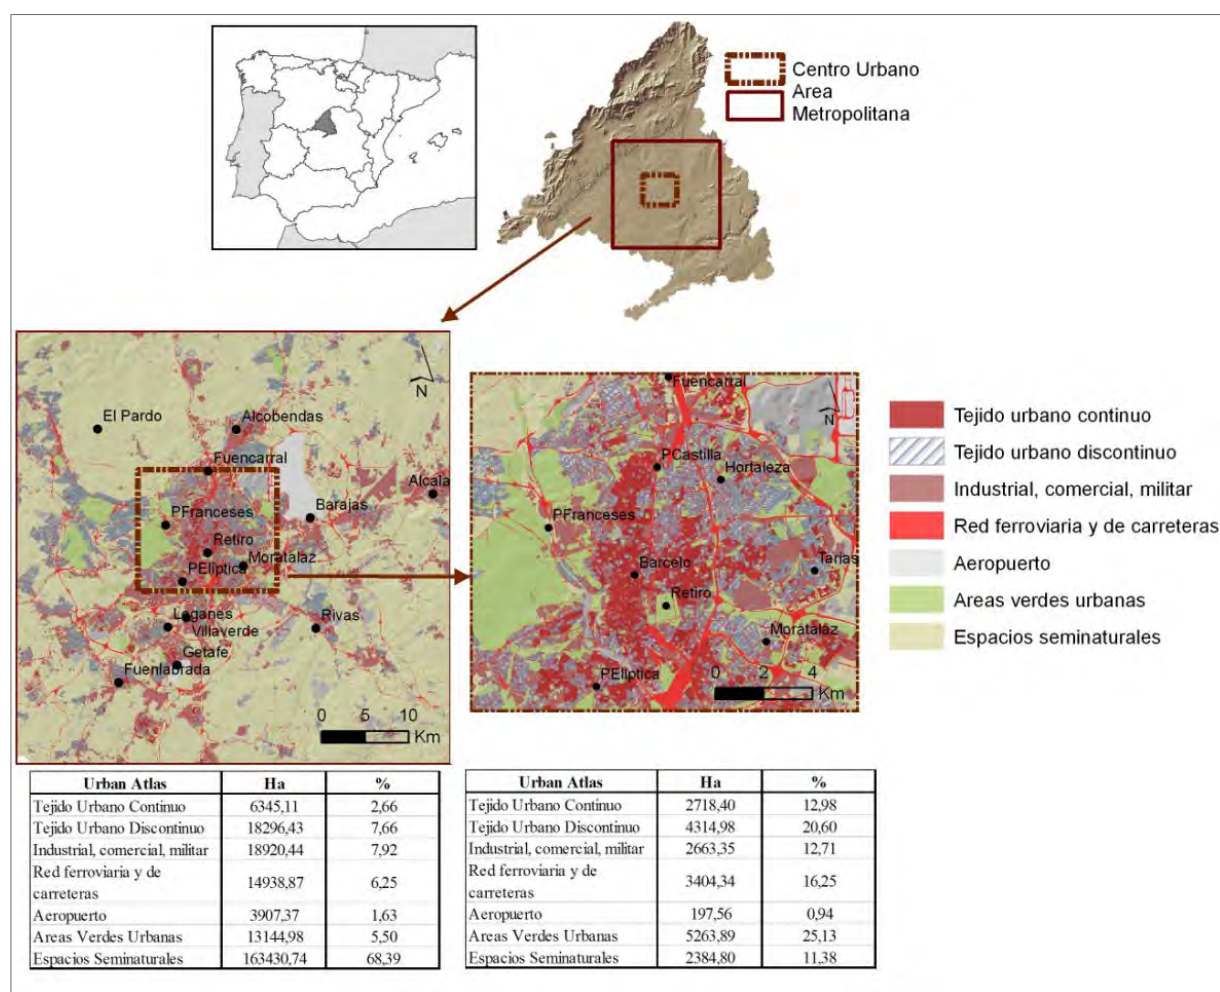 Centro Urbano
Area
Metropolitana
N
El Pardo
Alcobendas
Fuencarral
Alcala
PFranceses
Barajas
Retiro
Moratalaz
PEliptica
Leganes
Villaverde
Rivas
Getafe
Fuenlabrada
0 5 10
Km
Fuencarral
N
PCastilla
Hortaleza
PFranceses
Barcelo
Tarias
Retiro
Moratalaz
PEliptica
0 2 4
Km
Tejido urbano continuo
Tejido urbano discontinuo
Industrial, comercial, militar
Red ferroviaria y de carreteras
Aeropuerto
Areas verdes urbanas
Espacios seminaturales
Urban Atlas Ha %
Tejido Urbano Continuo 6345,11 2,66
Tejido Urbano Discontinuo 18296,43 7,66
Industrial, comercial, militar 18920,44 7,92
Red ferroviaria y de
carreteras 14938,87 6,25
Aeropuerto 3907,37 1,63
Areas Verdes Urbanas 13144,98 5,50
Espacios Seminaturales 163430,74 68,39
Urban Atlas Ha %
Tejido Urbano Continuo 2718,40 12,98
Tejido Urbano Discontinuo 4314,98 20,60
Industrial, comercial, militar 2663,35 12,71
Red ferroviaria y de
carreteras 3404,34 16,25
Aeropuerto 197,56 0,94
Areas Verdes Urbanas 5263,89 25,13
Espacios Seminaturales 2384,80 11,38